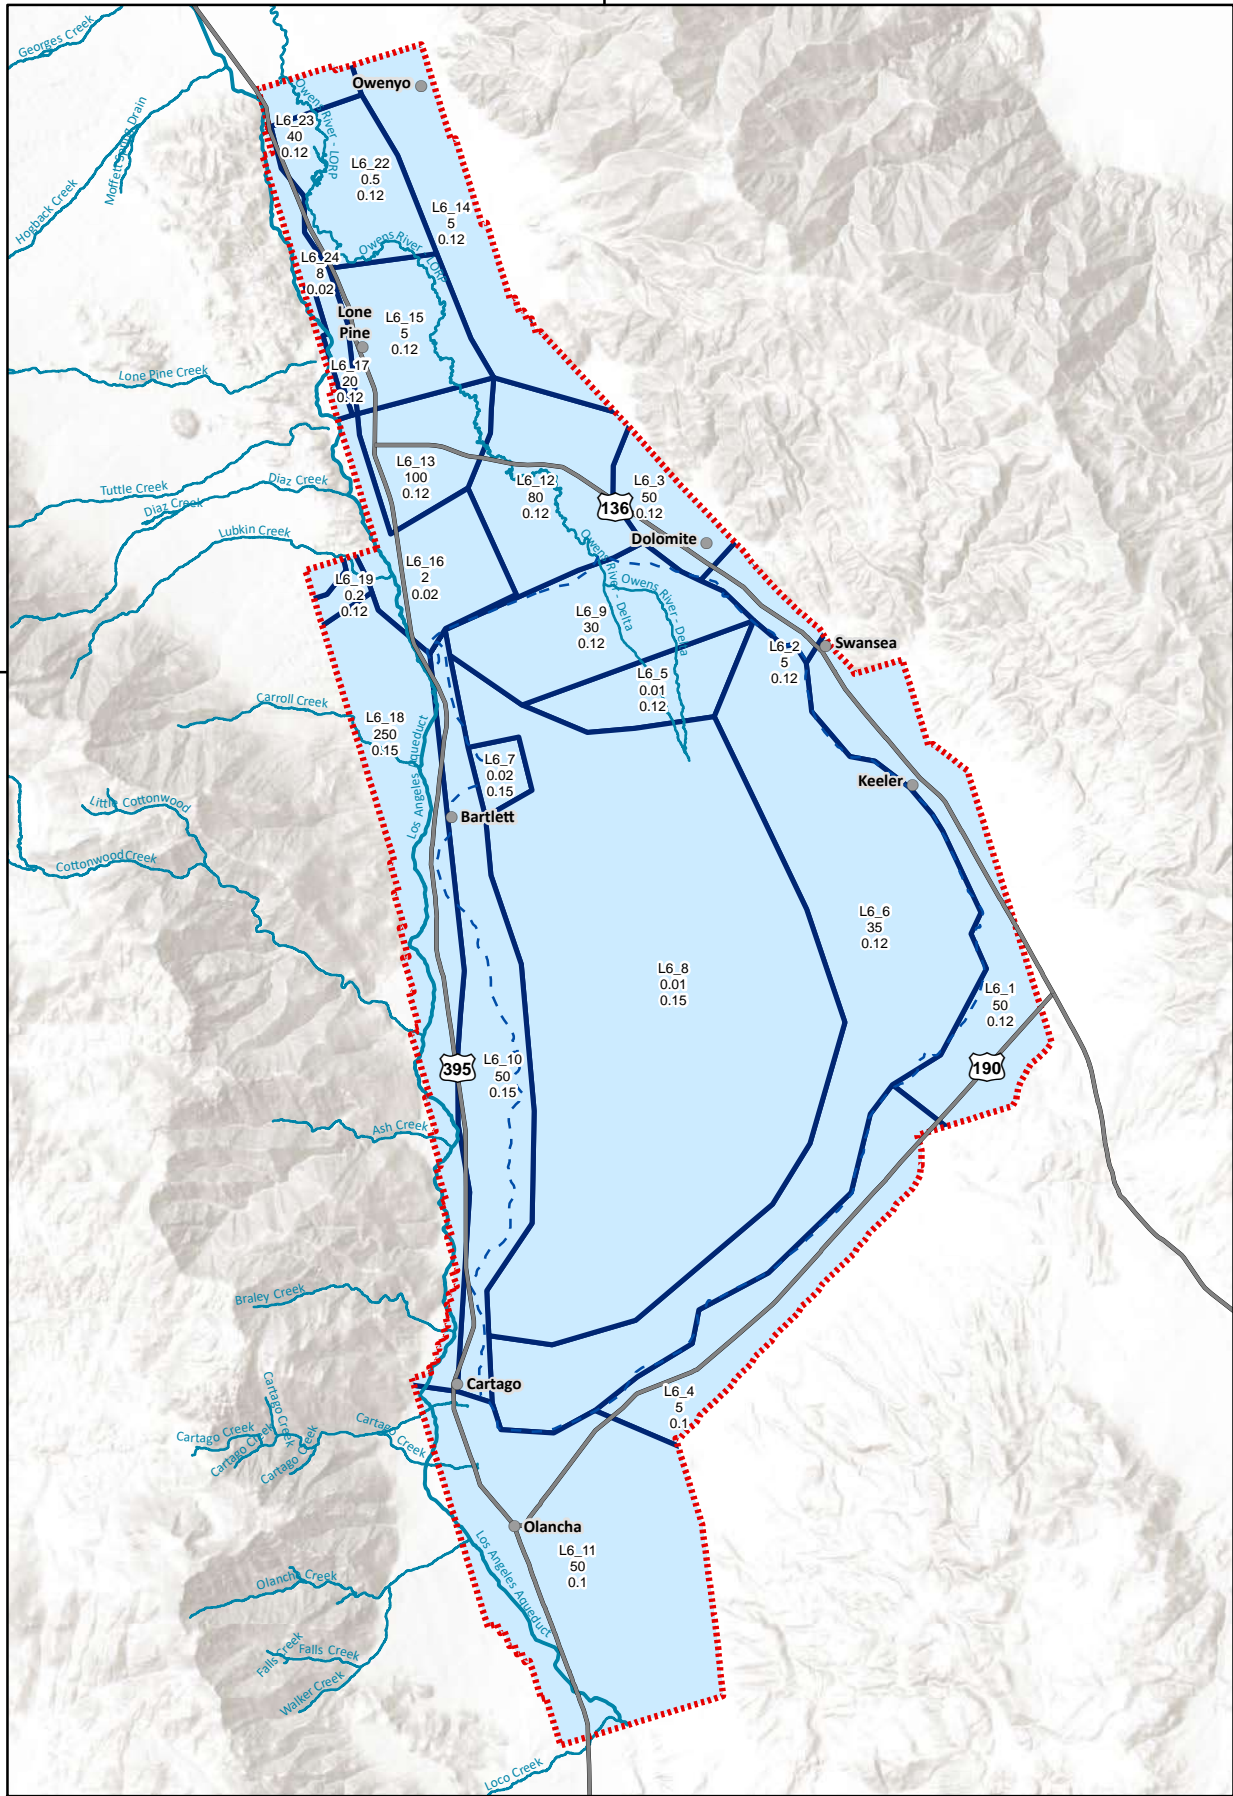 Georges Creek
Owenyo
Owens River - LORP
Moffett Spring Drain
Hogback Creek
L6_23
40
0.12
L6_22
0.5
0.12
L6_14
5
0.12
Owens River - LORP
L6_24
8
0.02
Lone
Pine
L6_15
5
0.12
L6_17
20
0.12
Lone Pine Creek
L6_13
100
0.12
L6_12
80
0.12
L6_3
50
0.12
136
Dolomite
Tuttle Creek
Diaz Creek
Diaz Creek
Lubkin Creek
L6_16
2
0.02
L6_19
0.2
0.12
Owens River - Delta
Owens River - Delta
L6_9
30
0.12
L6_2
5
0.12
Swansea
L6_5
0.01
0.12
Carroll Creek
L6_18
250
0.15
Los Angeles Aqueduct
L6_7
0.02
0.15
Keeler
Bartlett
Little Cottonwood
Cottonwood Creek
L6_6
35
0.12
L6_8
0.01
0.15
L6_1
50
0.12
L6_10
50
0.15
395
190
Ash Creek
Braley Creek
Cartago
L6_4
5
0.1
Cartago Creek
Cartago Creek
Cartago Creek
Cartago Creek
Cartago Creek
Olancha
L6_11
50
0.1
Los Angeles Aqueduct
Olancha Creek
Falls Creek
Falls Creek
Walker Creek
Loco Creek